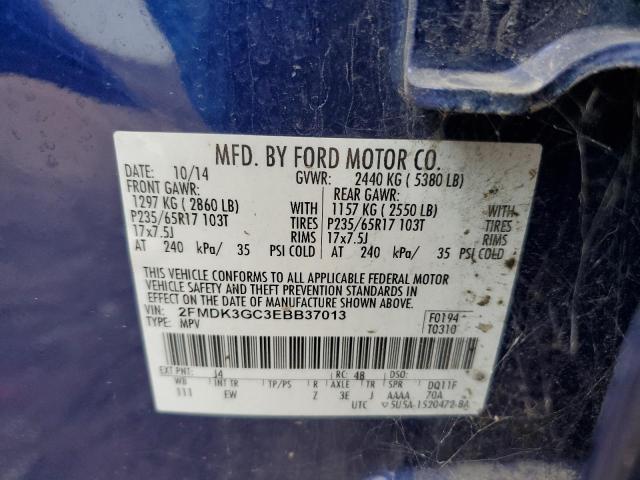 MFD. BY FORD MOTOR CO.
DATE: 10/14 GVWR: 2440 KG ( 5380 LB)
FRONT GAWR: REAR GAWR:
1297 KG ( 2860 LB) WITH 1157 KG ( 2550 LB) WITH
P235/65R17 103T TIRES P235/65R17 103T TIRES
17x7.5J RIMS 17x7.5J RIMS
AT 240 kPa/ 35 PSI COLD AT 240 kPa/ 35 PSI COLD
THIS VEHICLE CONFORMS TO ALL APPLICABLE FEDERAL MOTOR
VEHICLE SAFETY AND THEFT PREVENTION STANDARDS IN
EFFECT ON THE DATE OF MANUFACTURE SHOWN ABOVE.
VIN: 2FMDK3GC3EBB37013 F0194
TYPE: MPV T0310
EXT PNT: J4 RC: 48 DSO:
WB INT TR TP/PS R AXLE TR SPR DQ11F
111 EW Z 3E J AAAA 70A
UTC ▽5U5A-1520472-BA